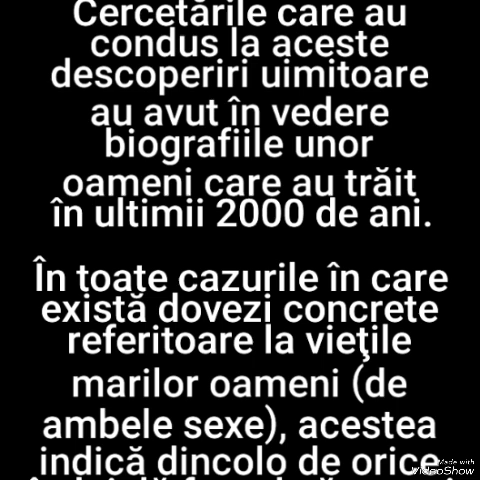 Cercetările care au
condus la aceste
descoperiri uimitoare
au avut în vedere
biografiile unor
oameni care au trăit
în ultimii 2000 de ani.
În toate cazurile în care
există dovezi concrete
referitoare la vieţile
marilor oameni (de
ambele sexe), acestea
indică dincolo de orice
Made with
VideoShow